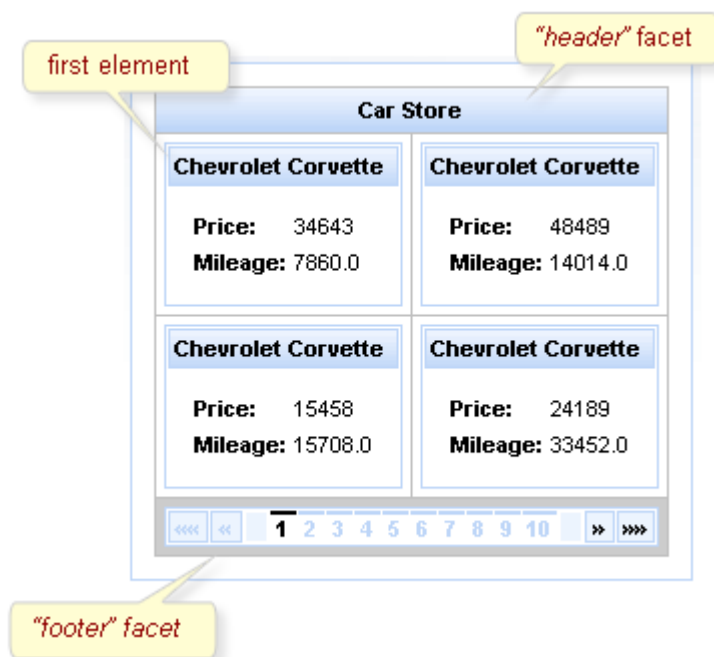 "header" facet
first element
Car Store
Chevrolet Corvette
Price: 34643
Mileage: 7860.0
Chevrolet Corvette
Price: 48489
Mileage: 14014.0
Chevrolet Corvette
Price: 15458
Mileage: 15708.0
Chevrolet Corvette
Price: 24189
Mileage: 33452.0
«« « 1 2 3 4 5 6 7 8 9 10 » »»
"footer" facet